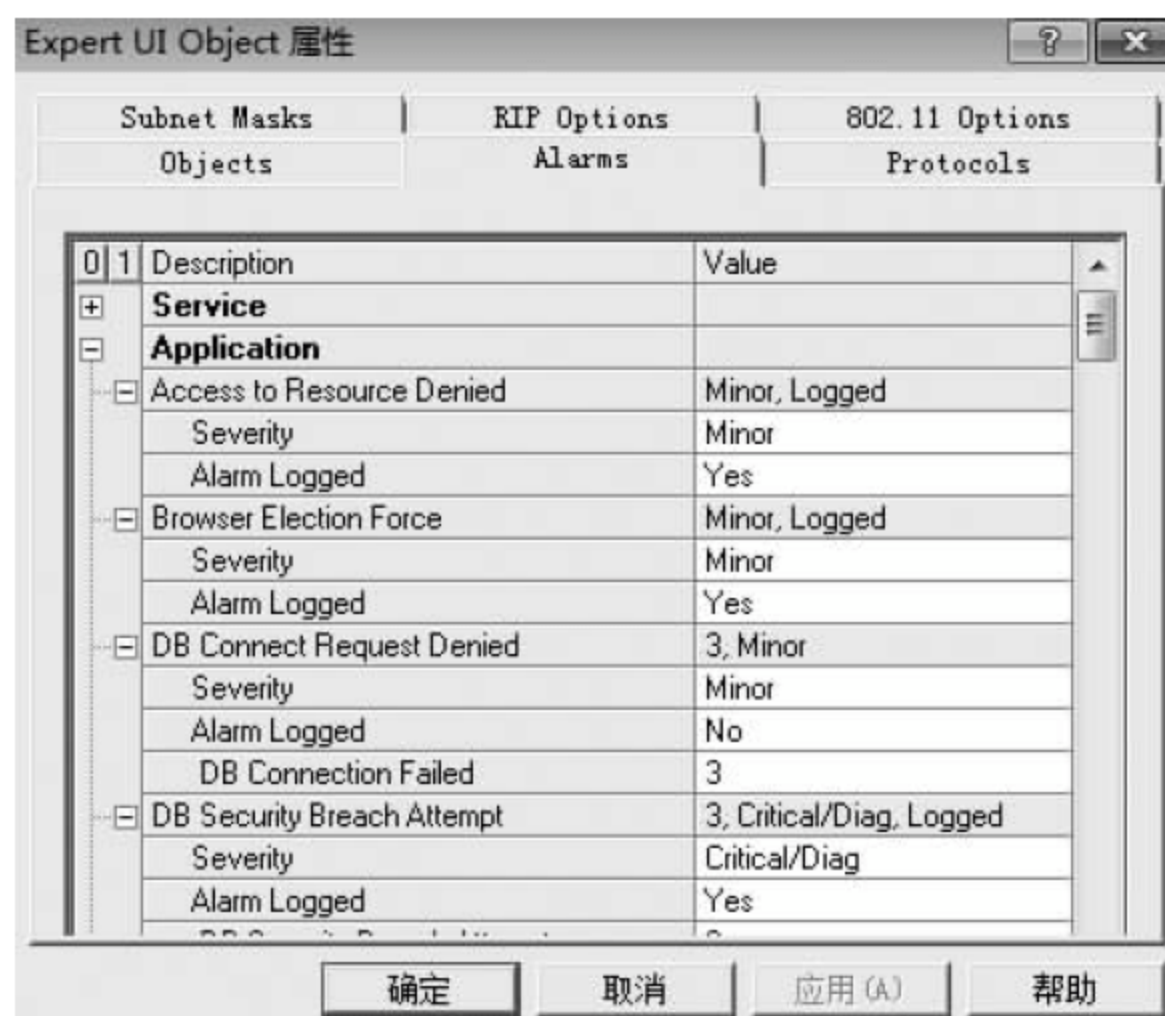 Expert UI Object 属性
Subnet Masks RIP Options 802.11 Options
Objects Alarms Protocols
0 1 Description Value
Service
Application
Access to Resource Denied Minor, Logged
Severity Minor
Alarm Logged Yes
Browser Election Force Minor, Logged
Severity Minor
Alarm Logged Yes
DB Connect Request Denied 3, Minor
Severity Minor
Alarm Logged No
DB Connection Failed 3
DB Security Breach Attempt 3, Critical/Diag, Logged
Severity Critical/Diag
Alarm Logged Yes
确定 取消 应用(A) 帮助